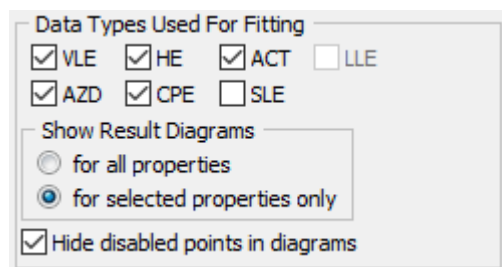 Data Types Used For Fitting
VLE HE ACT LLE
AZD CPE SLE
Show Result Diagrams
for all properties
for selected properties only
Hide disabled points in diagrams